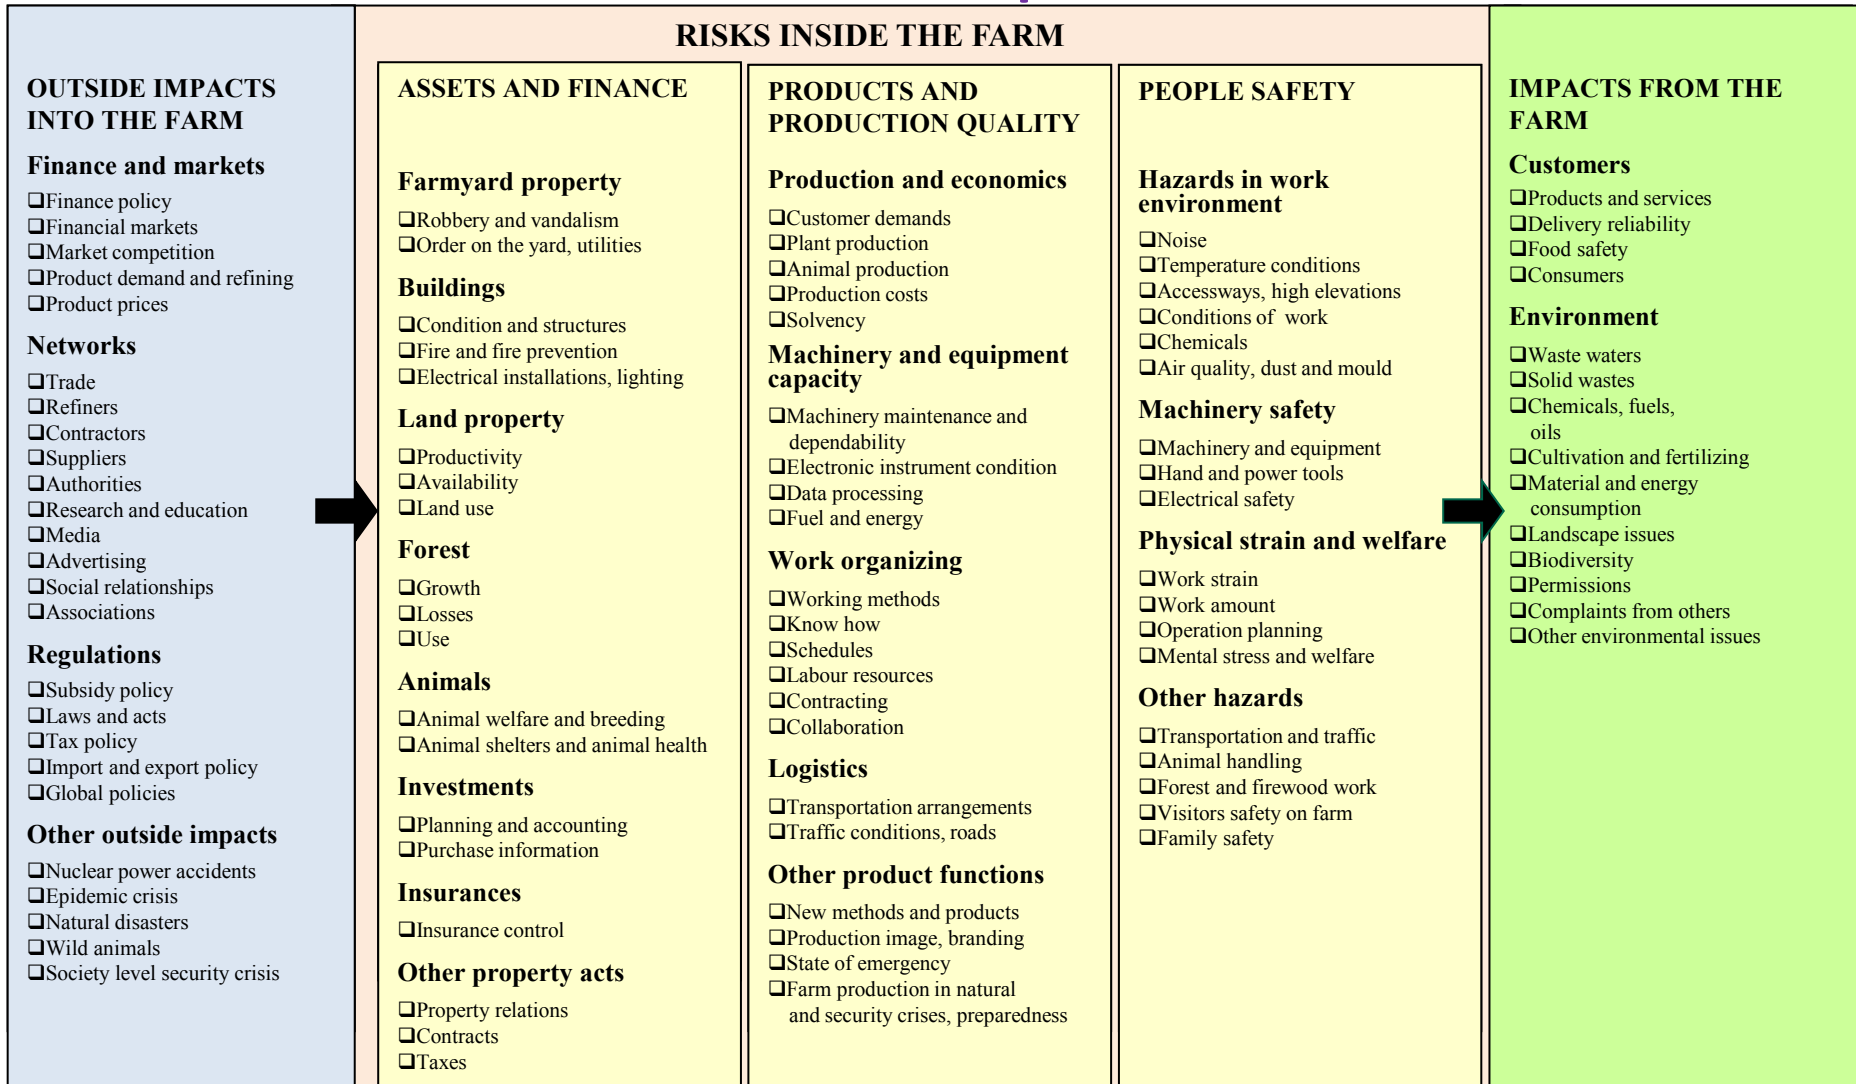 RISKS INSIDE THE FARM
OUTSIDE IMPACTS
INTO THE FARM
Finance and markets
❑Finance policy
❑Financial markets
❑Market competition
❑Product demand and refining
❑Product prices
Networks
❑Trade
❑Refiners
❑Contractors
❑Suppliers
❑Authorities
❑Research and education
❑Media
❑Advertising
❑Social relationships
❑Associations
Regulations
❑Subsidy policy
❑Laws and acts
❑Tax policy
❑Import and export policy
❑Global policies
Other outside impacts
❑Nuclear power accidents
❑Epidemic crisis
❑Natural disasters
❑Wild animals
❑Society level security crisis
ASSETS AND FINANCE
Farmyard property
❑Robbery and vandalism
❑Order on the yard, utilities
Buildings
❑Condition and structures
❑Fire and fire prevention
❑Electrical installations, lighting
Land property
❑Productivity
❑Availability
❑Land use
Forest
❑Growth
❑Losses
❑Use
Animals
❑Animal welfare and breeding
❑Animal shelters and animal health
Investments
❑Planning and accounting
❑Purchase information
Insurances
❑Insurance control
Other property acts
❑Property relations
❑Contracts
❑Taxes
PRODUCTS AND
PRODUCTION QUALITY
Production and economics
❑Customer demands
❑Plant production
❑Animal production
❑Production costs
❑Solvency
Machinery and equipment
capacity
❑Machinery maintenance and
dependability
❑Electronic instrument condition
❑Data processing
❑Fuel and energy
Work organizing
❑Working methods
❑Know how
❑Schedules
❑Labour resources
❑Contracting
❑Collaboration
Logistics
❑Transportation arrangements
❑Traffic conditions, roads
Other product functions
❑New methods and products
❑Production image, branding
❑State of emergency
❑Farm production in natural
and security crises, preparedness
PEOPLE SAFETY
Hazards in work
environment
❑Noise
❑Temperature conditions
❑Accessways, high elevations
❑Conditions of work
❑Chemicals
❑Air quality, dust and mould
Machinery safety
❑Machinery and equipment
❑Hand and power tools
❑Electrical safety
Physical strain and welfare
❑Work strain
❑Work amount
❑Operation planning
❑Mental stress and welfare
Other hazards
❑Transportation and traffic
❑Animal handling
❑Forest and firewood work
❑Visitors safety on farm
❑Family safety
IMPACTS FROM THE
FARM
Customers
❑Products and services
❑Delivery reliability
❑Food safety
❑Consumers
Environment
❑Waste waters
❑Solid wastes
❑Chemicals, fuels,
oils
❑Cultivation and fertilizing
❑Material and energy
consumption
❑Landscape issues
❑Biodiversity
❑Permissions
❑Complaints from others
❑Other environmental issues